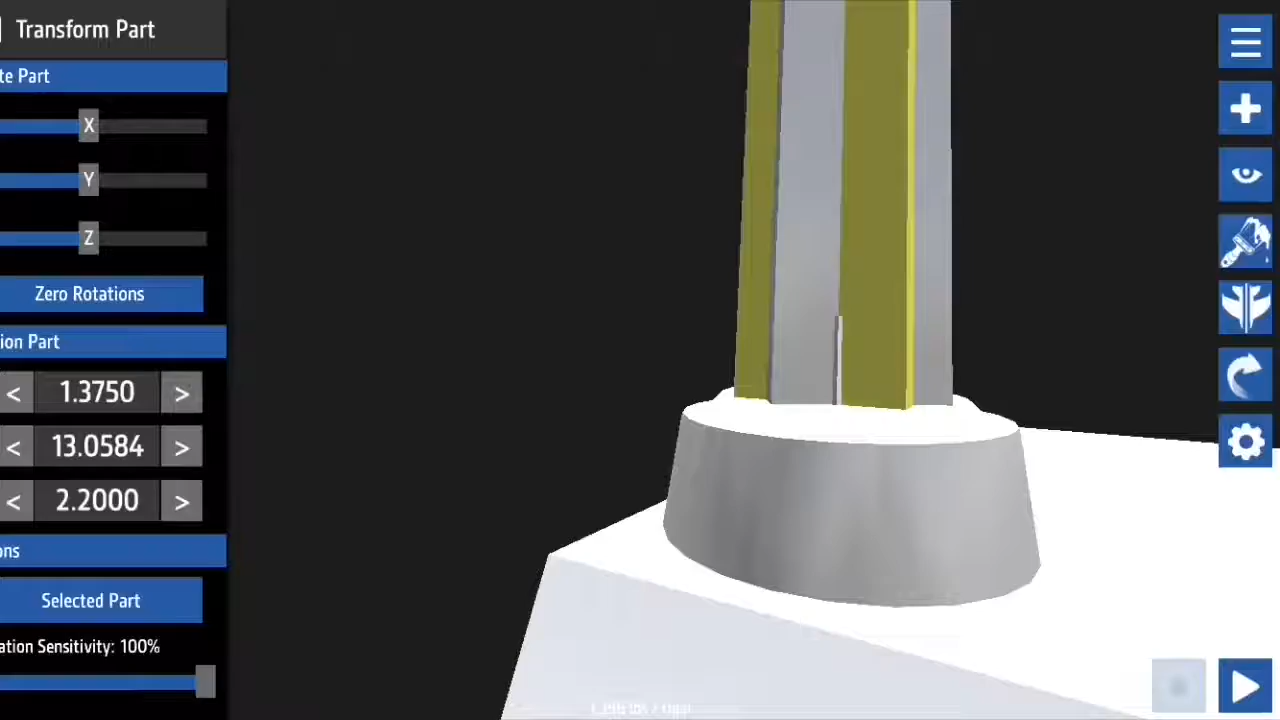 Transform Part
te Part
X
Y
Z
Zero Rotations
ion Part
< 1.3750 >
< 13.0584 >
< 2.2000 >
ons
Selected Part
ation Sensitivity: 100%